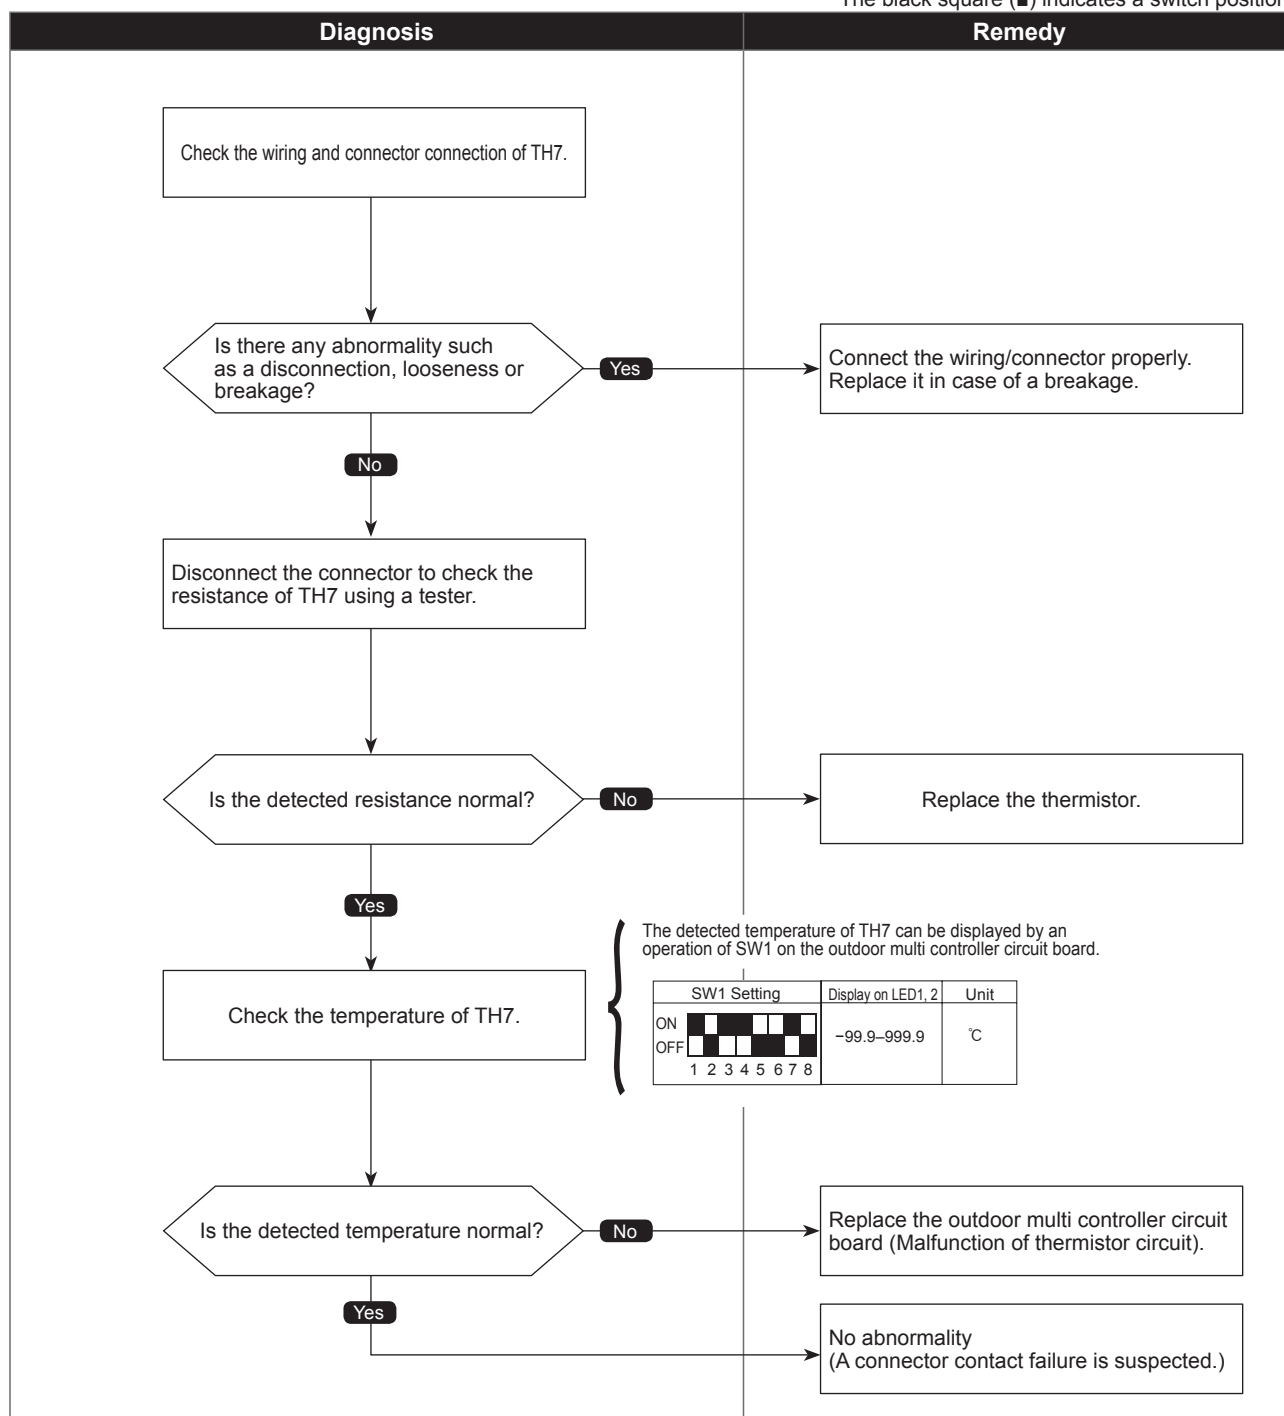 The black square (■) indicates a switch position
Diagnosis
Remedy
Check the wiring and connector connection of TH7.
Is there any abnormality such
as a disconnection, looseness or
breakage?
Yes
Connect the wiring/connector properly.
Replace it in case of a breakage.
No
Disconnect the connector to check the
resistance of TH7 using a tester.
Is the detected resistance normal?
No
Replace the thermistor.
Yes
The detected temperature of TH7 can be displayed by an
operation of SW1 on the outdoor multi controller circuit board.
Check the temperature of TH7.
SW1 Setting
Display on LED1, 2
Unit
ON
OFF
1 2 3 4 5 6 7 8
−99.9–999.9
℃
Is the detected temperature normal?
No
Replace the outdoor multi controller circuit
board (Malfunction of thermistor circuit).
Yes
No abnormality
(A connector contact failure is suspected.)